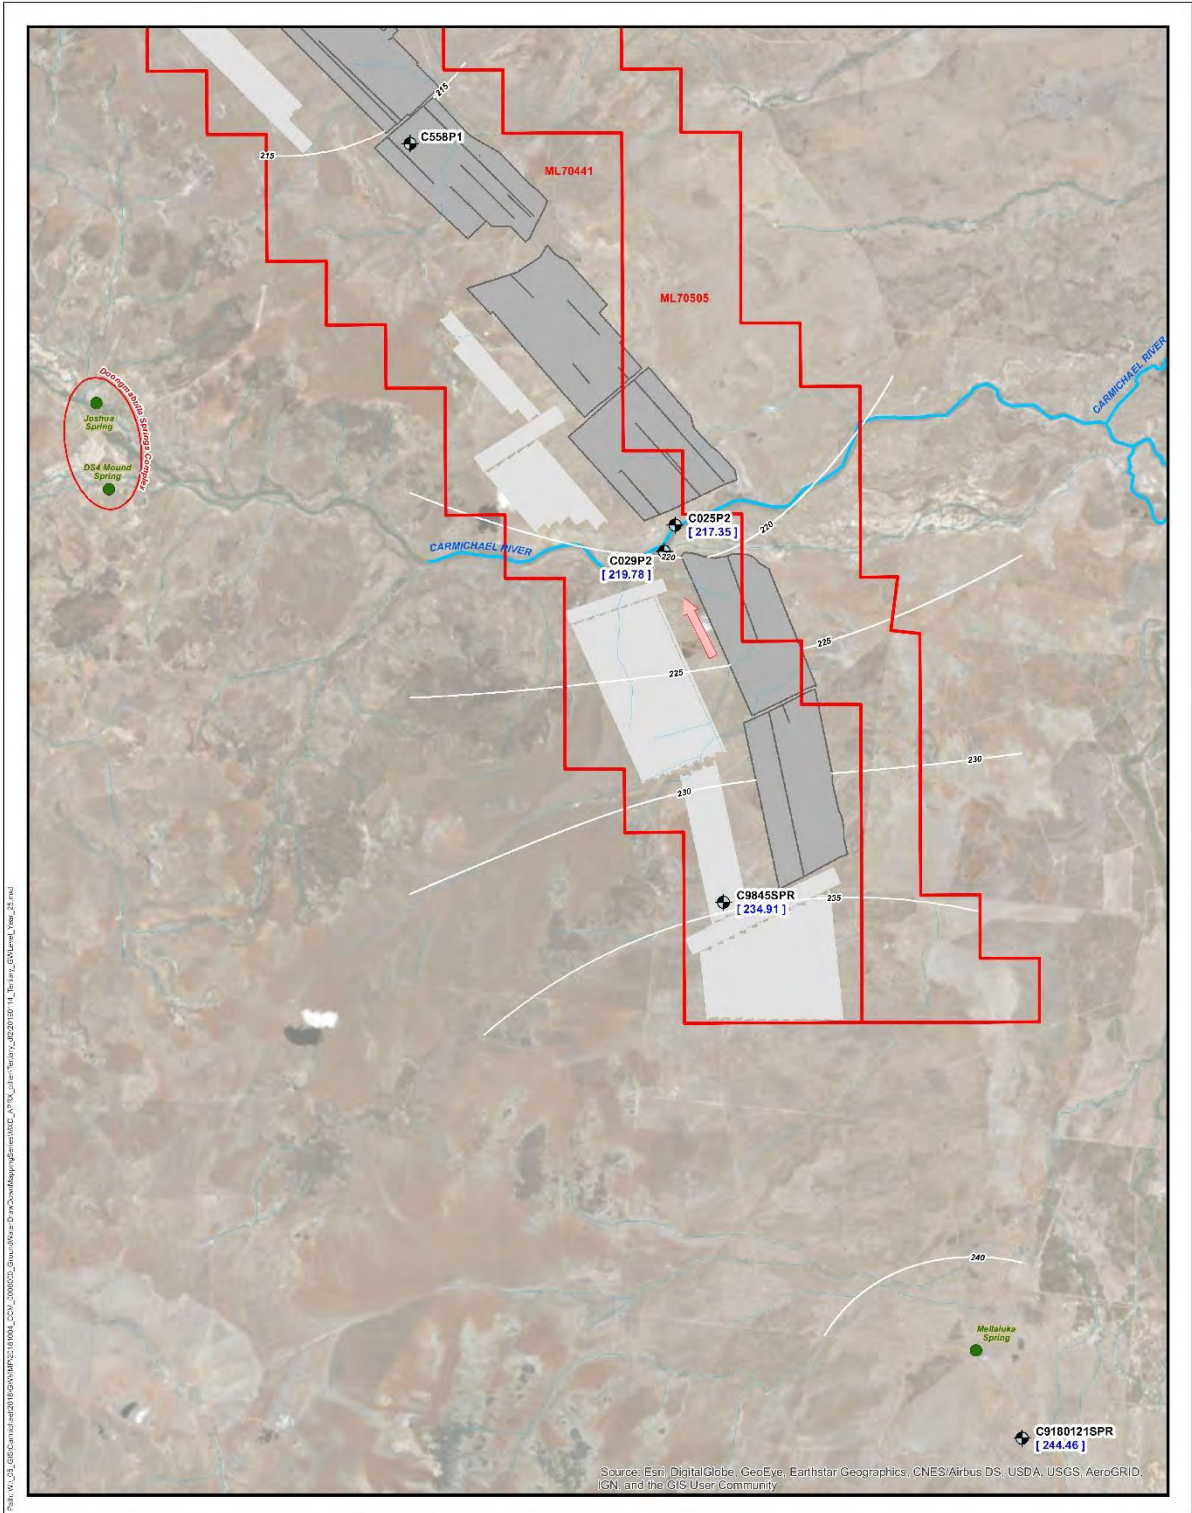 215
C558P1
215
ML70441
ML70505
CARMICHAEL RIVER
Doongmabulla Springs Complex
Joshua
Spring
DS4 Mound
Spring
C025P2
[ 217.35 ]
220
CARMICHAEL RIVER
220
C029P2
[ 219.78 ]
225
225
230
230
C9845SPR
[ 234.91 ]
235
240
Mellaluka
Spring
C9180121SPR
[ 244.46 ]
Source: Esri, DigitalGlobe, GeoEye, Earthstar Geographics, CNES/Airbus DS, USDA, USGS, AeroGRID,
IGN, and the GIS User Community